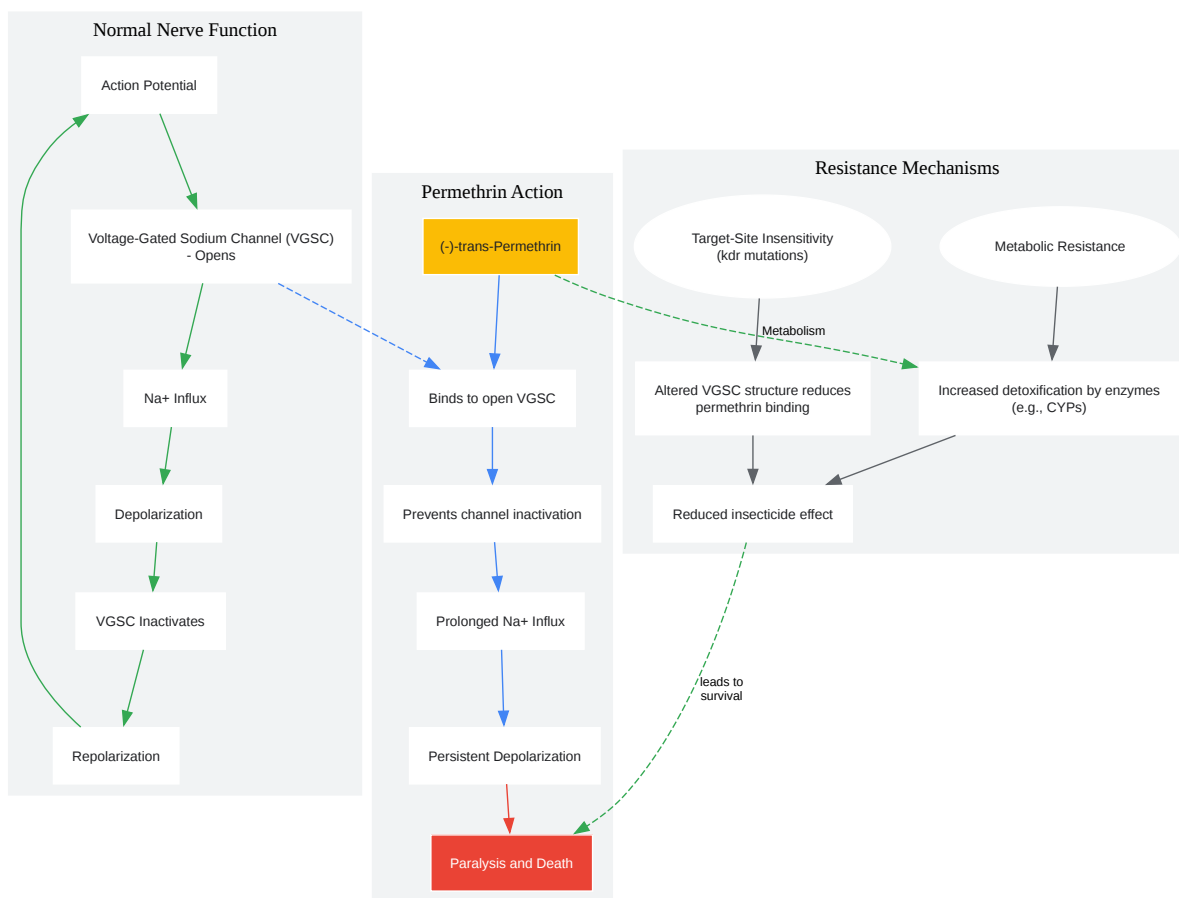 Normal Nerve Function
Action Potential
Voltage-Gated Sodium Channel (VGSC)
- Opens
Na+ Influx
Depolarization
VGSC Inactivates
Repolarization
Permethrin Action
(-)-trans-Permethrin
Binds to open VGSC
Prevents channel inactivation
Prolonged Na+ Influx
Persistent Depolarization
Paralysis and Death
Resistance Mechanisms
Target-Site Insensitivity
(kdr mutations)
Metabolic Resistance
Metabolism
Altered VGSC structure reduces
permethrin binding
Increased detoxification by enzymes
(e.g., CYPs)
Reduced insecticide effect
leads to
survival